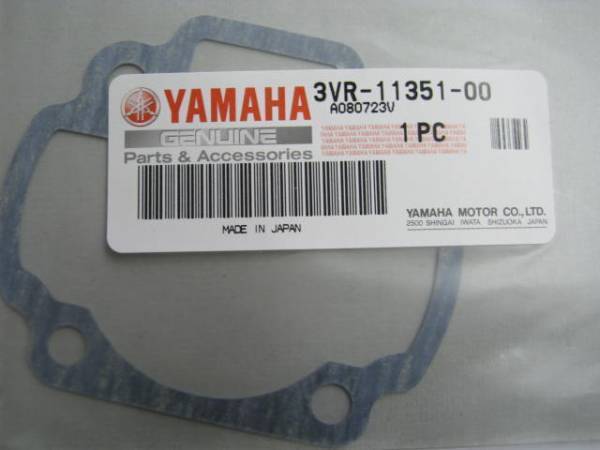 YAMAHA
GENUINE
Parts & Accessories
3VR-11351-00
A080723V
1 PC
MADE IN JAPAN
YAMAHA MOTOR CO., LTD.
2500 SHINGAI IWATA SHIZUOKA JAPAN